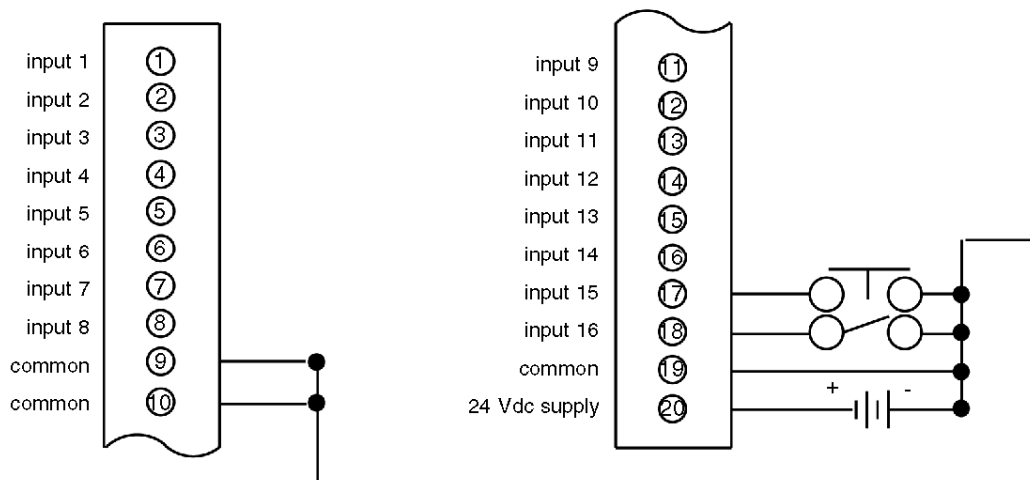 input 1 1
input 2 2
input 3 3
input 4 4
input 5 5
input 6 6
input 7 7
input 8 8
common 9
common 10
input 9 11
input 10 12
input 11 13
input 12 14
input 13 15
input 14 16
input 15 17
input 16 18
common 19
24 Vdc supply 20 + -